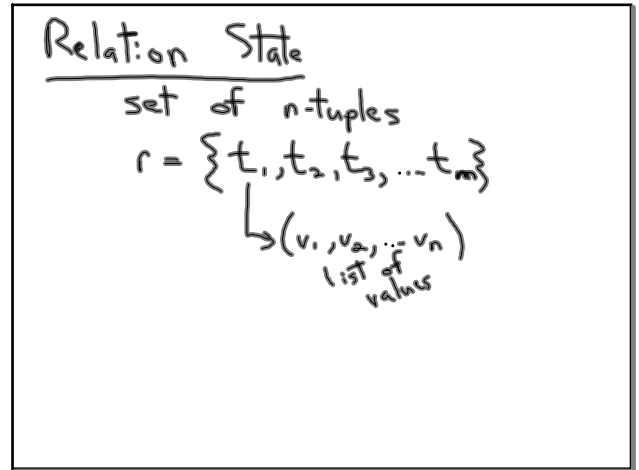 Relation State
set of n-tuples
r = {t₁, t₂, t₃, ... tₘ}
(v₁, v₂, ... vₙ)
list of
values